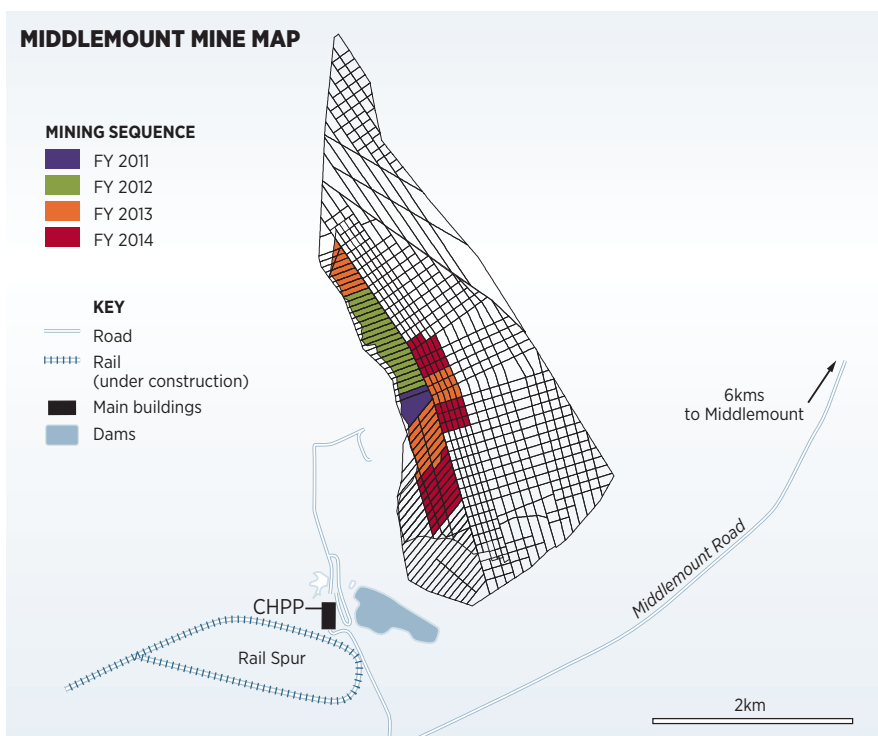 MIDDLEMOUNT MINE MAP
MINING SEQUENCE
FY 2011
FY 2012
FY 2013
FY 2014
KEY
Road
Rail
(under construction)
Main buildings
Dams
6kms
to Middlemount
Middlemount Road
CHPP
Rail Spur
2km